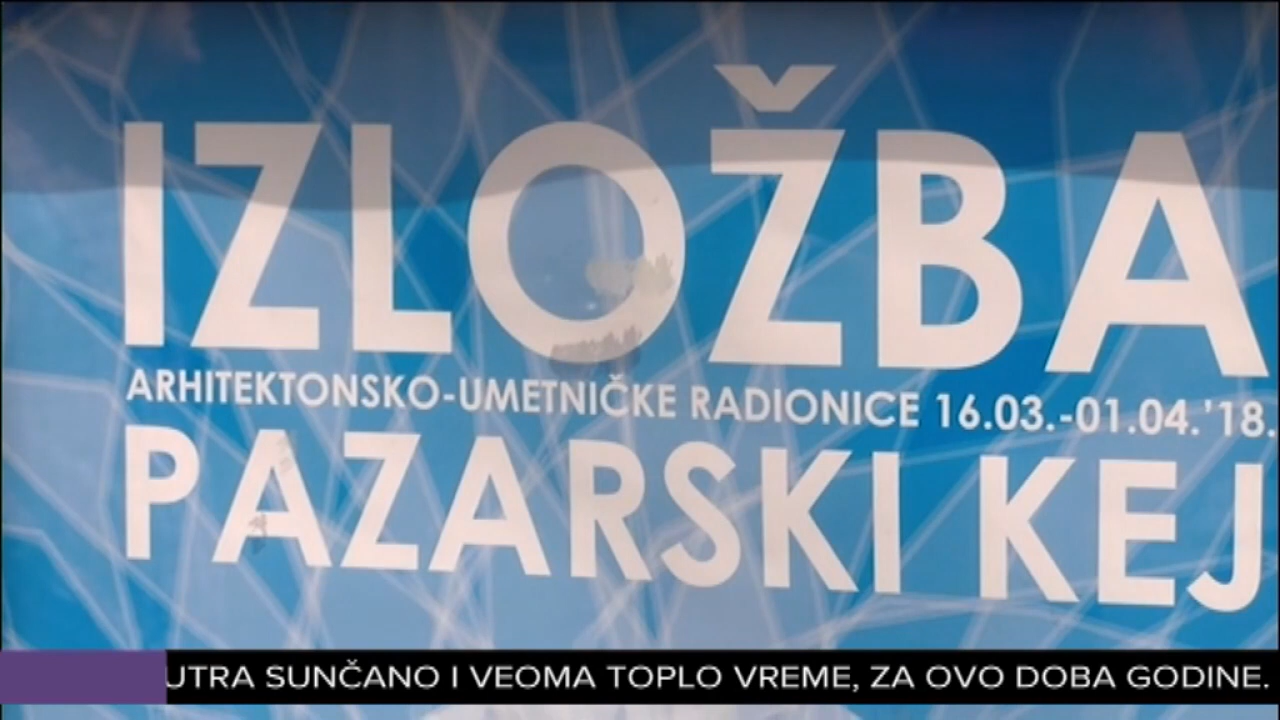 IZLOŽBA
ARHITEKTONSKO-UMETNIČKE RADIONICE 16.03.-01.04.'18.
PAZARSKI KEJ
UTRA SUNČANO I VEOMA TOPLO VREME, ZA OVO DOBA GODINE.